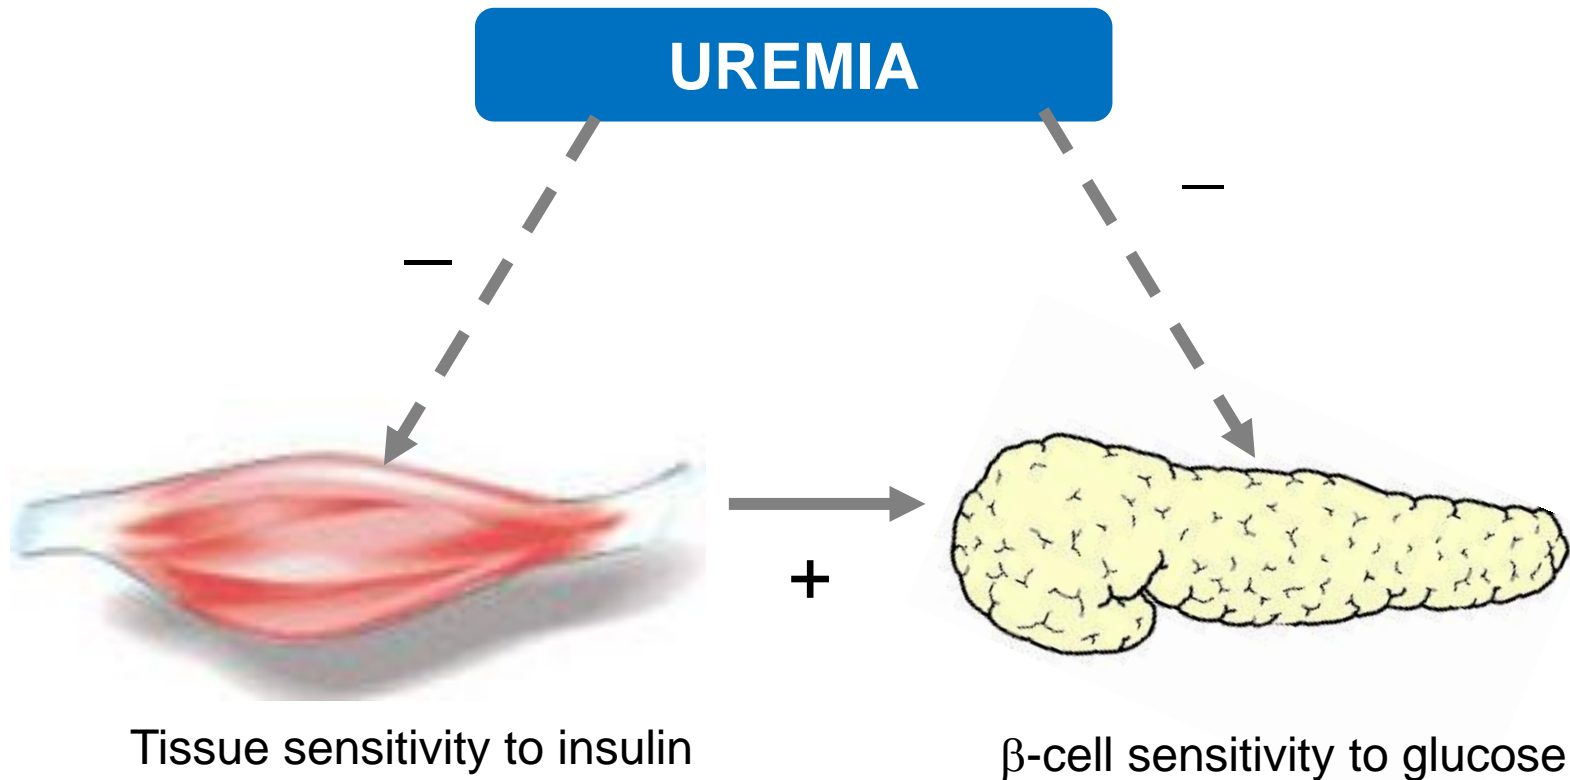 UREMIA
—
—
+
Tissue sensitivity to insulin
β-cell sensitivity to glucose